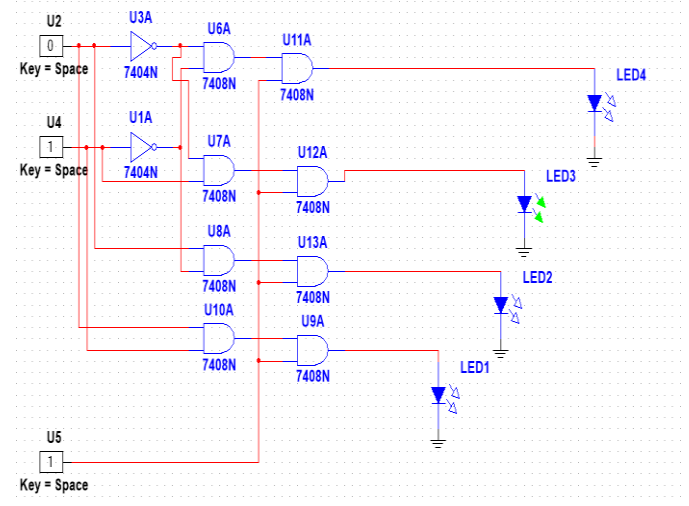 U2
0
Key = Space
U3A
7404N
U6A
7408N
U11A
7408N
LED4
U4
1
Key = Space
U1A
7404N
U7A
7408N
U12A
7408N
LED3
U8A
7408N
U13A
7408N
LED2
U10A
7408N
U9A
7408N
LED1
U5
1
Key = Space